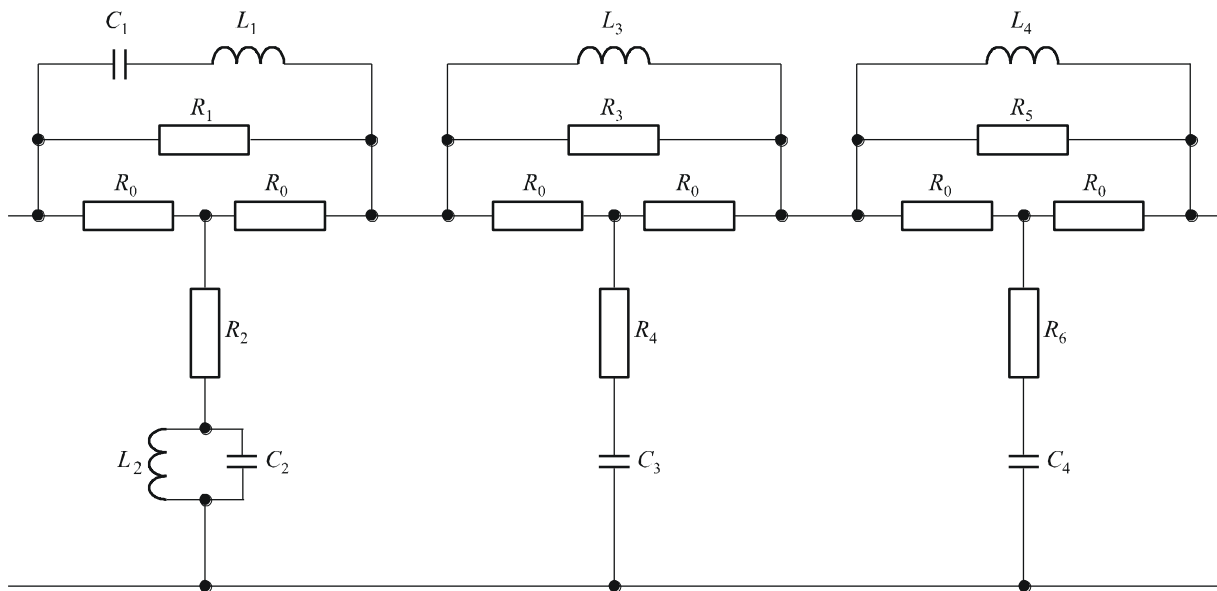 C₁ L₁ L₃ L₄
R₁ R₃ R₅
R₀ R₀ R₀ R₀ R₀ R₀
R₂ R₄ R₆
L₂ C₂ C₃ C₄